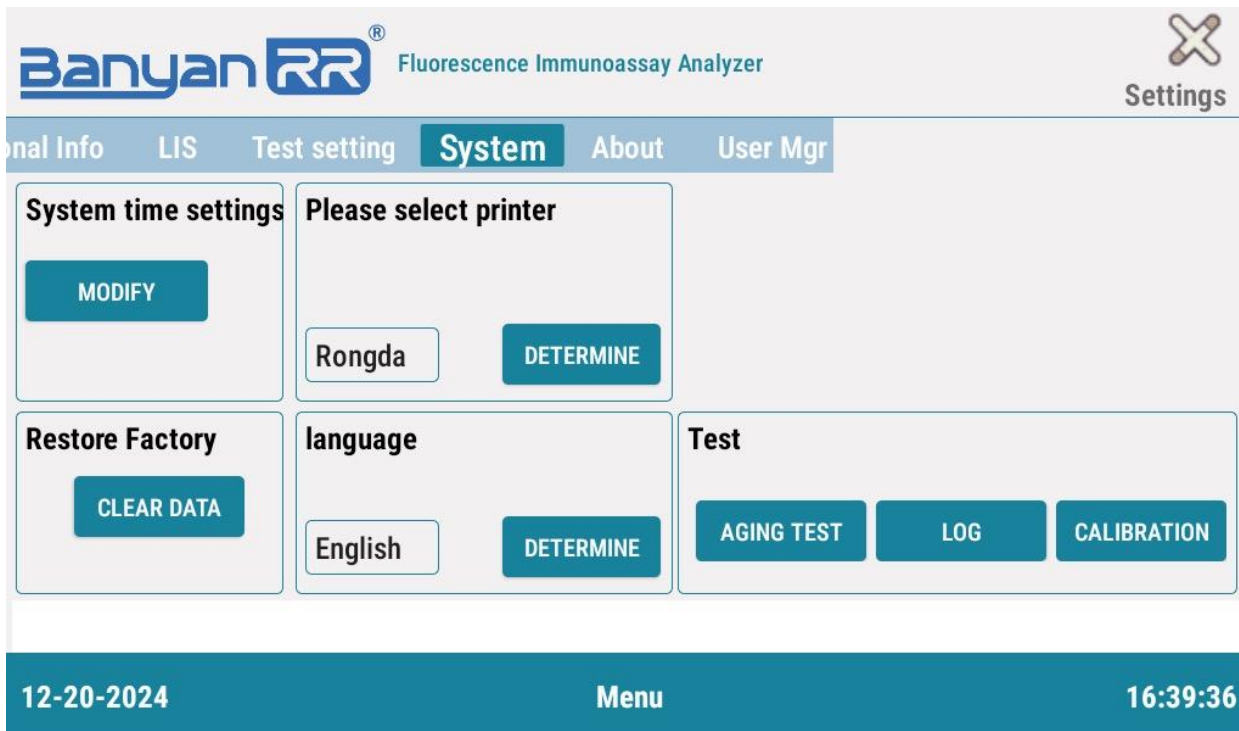 Banyan RR®
Fluorescence Immunoassay Analyzer
Settings
onal Info LIS Test setting System About User Mgr
System time settings
MODIFY
Please select printer
Rongda DETERMINE
Restore Factory
CLEAR DATA
language
English DETERMINE
Test
AGING TEST LOG CALIBRATION
12-20-2024 Menu 16:39:36